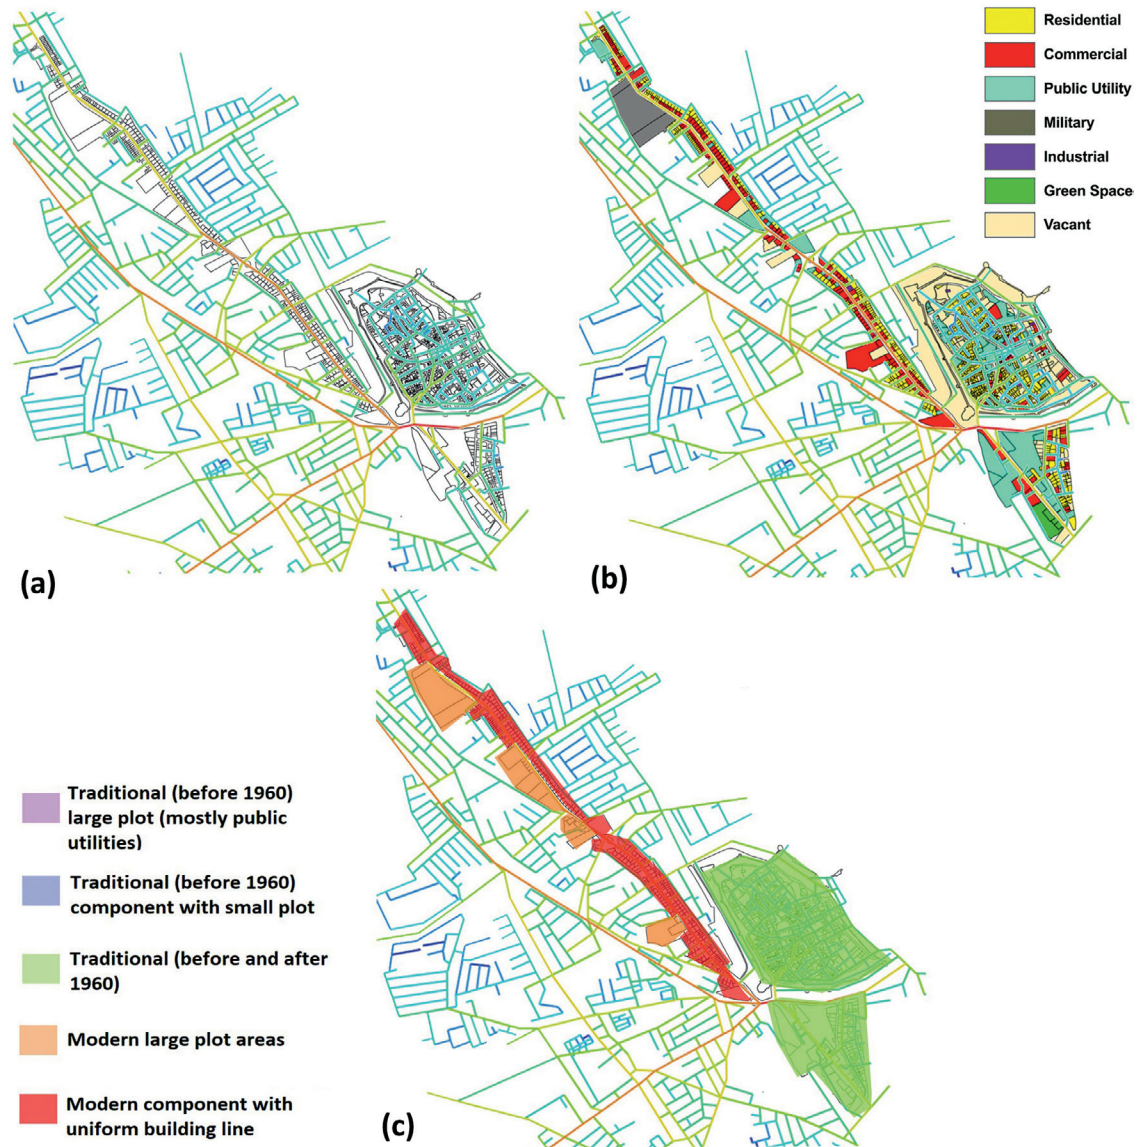 Residential
Commercial
Public Utility
Military
Industrial
Green Space
Vacant
(a)
(b)
Traditional (before 1960)
large plot (mostly public
utilities)
Traditional (before 1960)
component with small plot
Traditional (before and after
1960)
Modern large plot areas
Modern component with
uniform building line
(c)